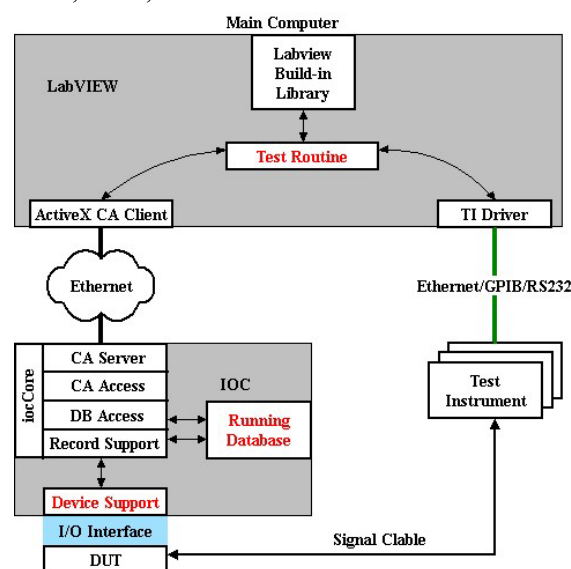 Main Computer
LabVIEW
Labview
Build-in
Library
Test Routine
ActiveX CA Client
TI Driver
Ethernet
Ethernet/GPIB/RS232
iocCore
CA Server
CA Access
DB Access
Record Support
IOC
Running
Database
Test
Instrument
Device Support
I/O Interface
DUT
Signal Clable